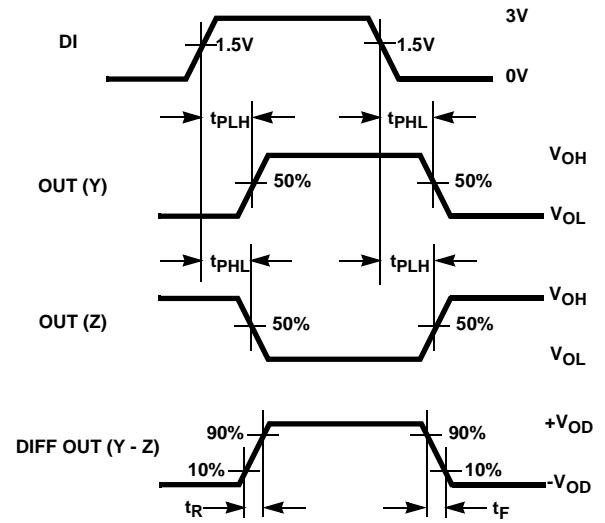 3V
DI
1.5V
1.5V
0V
tPLH
tPHL
VOH
OUT (Y)
50%
50%
VOL
tPHL
tPLH
VOH
OUT (Z)
50%
50%
VOL
+VOD
DIFF OUT (Y - Z)
90%
90%
10%
10%
-VOD
tR
tF